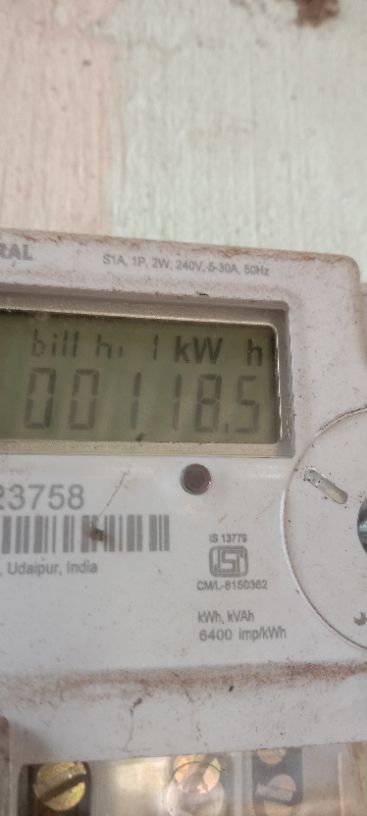 RAL
S1A, 1P, 2W, 240V, 5-30A, 50Hz
bill hi 1 kW h
00118.5
23758
, Udaipur, India
IS 13779
CM/L-8150362
kWh, kVAh
6400 imp/kWh